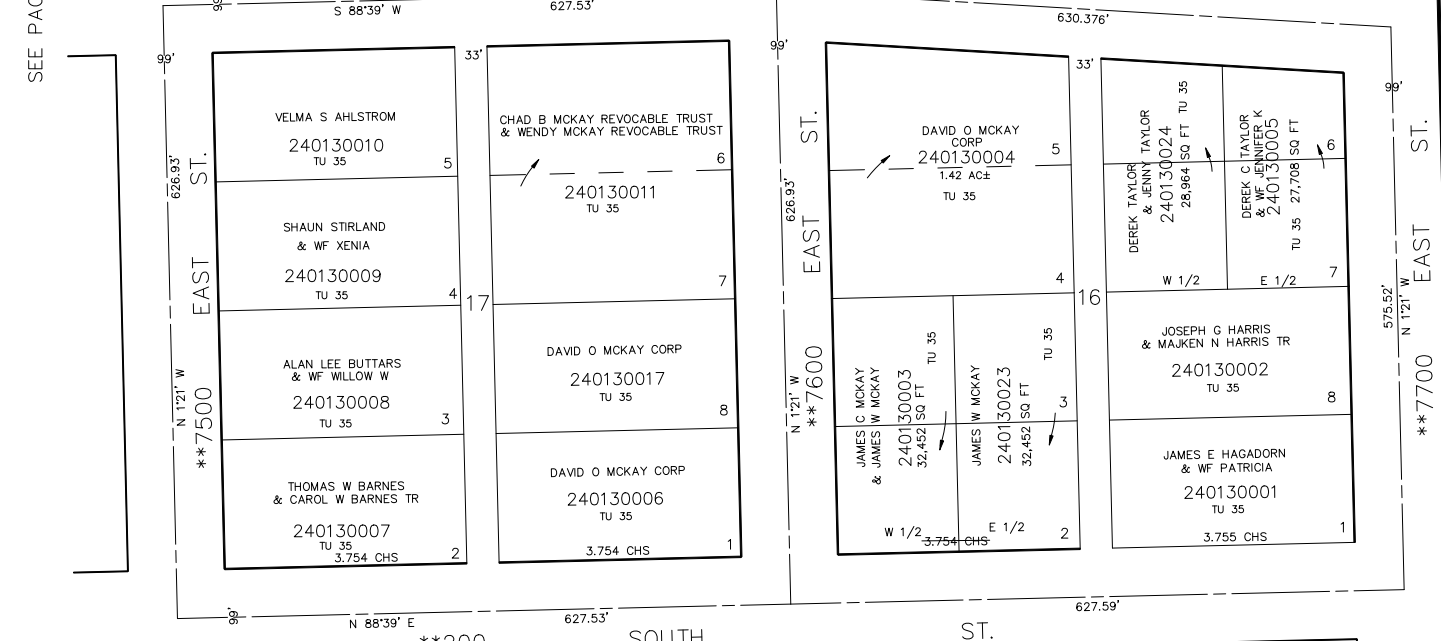 SEE PAG
S 88°39' W
627.53'
630.376'
99'
33'
99'
33'
99'
VELMA S AHLSTROM
240130010
TU 35
5
CHAD B MCKAY REVOCABLE TRUST
& WENDY MCKAY REVOCABLE TRUST
6
240130011
TU 35
7
DAVID O MCKAY
CORP
240130004
1.42 AC±
TU 35
5
4
DEREK TAYLOR
& JENNY TAYLOR
240130024
28,964 SQ FT TU 35
W 1/2
DEREK C TAYLOR
& WF JENNIFER K
240130005
TU 35 27,708 SQ FT
6
E 1/2
7
626.93'
N 1°21' W
**7500 EAST ST.
SHAUN STIRLAND
& WF XENIA
240130009
TU 35
4
17
626.93'
N 1°21' W
**7600 EAST ST.
16
575.52'
N 1°21' W
**7700 EAST ST.
ALAN LEE BUTTARS
& WF WILLOW W
240130008
TU 35
3
DAVID O MCKAY CORP
240130017
TU 35
8
JAMES C MCKAY
& JAMES W MCKAY
240130003
32,452 SQ FT
TU 35
W 1/2
JAMES W MCKAY
240130023
32,452 SQ FT
TU 35
3
E 1/2
3.754 CHS
2
JOSEPH G HARRIS
& MAJKEN N HARRIS TR
240130002
TU 35
8
THOMAS W BARNES
& CAROL W BARNES TR
240130007
TU 35
3.754 CHS
2
DAVID O MCKAY CORP
240130006
TU 35
3.754 CHS
1
JAMES E HAGADORN
& WF PATRICIA
240130001
TU 35
3.755 CHS
1
99'
N 88°39' E
627.53'
627.59'
**200 SOUTH ST.